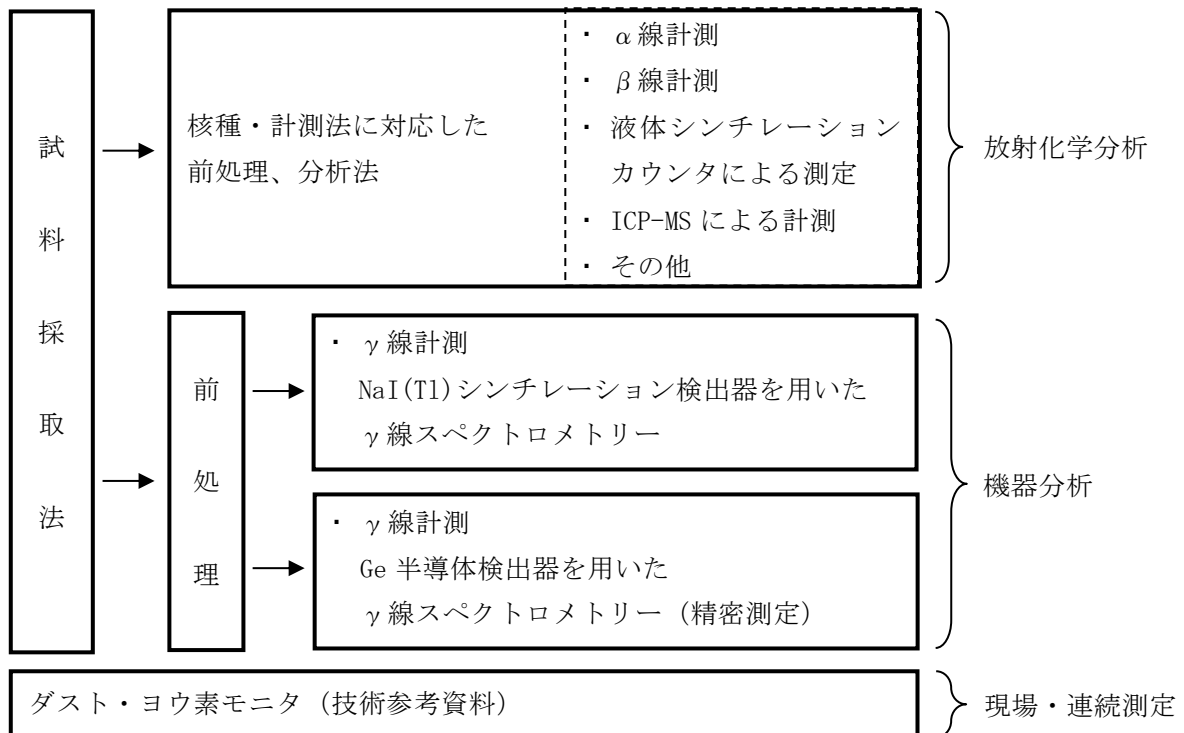 試料採取法
核種・計測法に対応した
前処理、分析法
・ α線計測
・ β線計測
・ 液体シンチレーション
カウンタによる測定
・ ICP-MS による計測
・ その他
放射化学分析
前処理
・ γ線計測
NaI(Tl)シンチレーション検出器を用いた
γ線スペクトロメトリー
・ γ線計測
Ge 半導体検出器を用いた
γ線スペクトロメトリー（精密測定）
機器分析
ダスト・ヨウ素モニタ（技術参考資料）
現場・連続測定